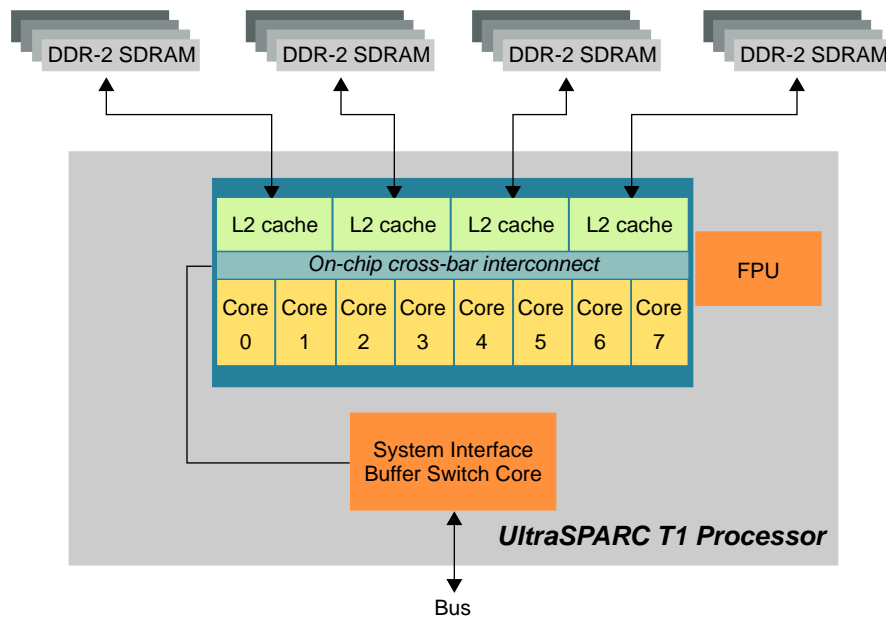 DDR-2 SDRAM
DDR-2 SDRAM
DDR-2 SDRAM
DDR-2 SDRAM
L2 cache
L2 cache
L2 cache
L2 cache
On-chip cross-bar interconnect
FPU
Core
0
Core
1
Core
2
Core
3
Core
4
Core
5
Core
6
Core
7
System Interface
Buffer Switch Core
UltraSPARC T1 Processor
Bus